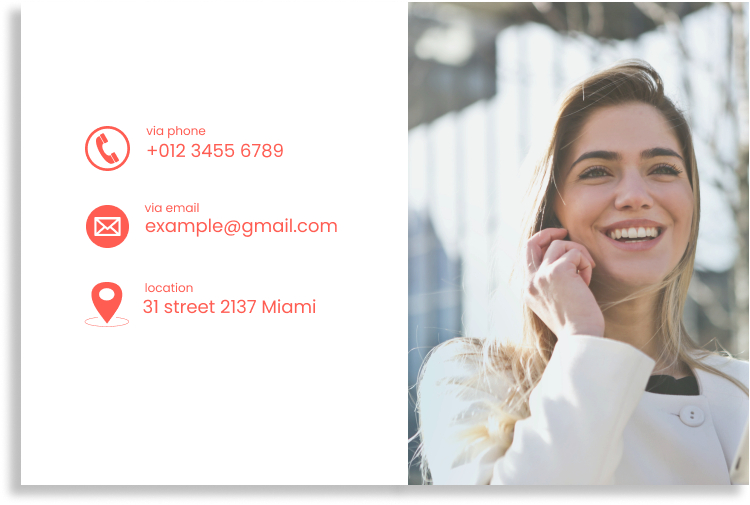 via phone
+012 3455 6789
via email
example@gmail.com
location
31 street 2137 Miami